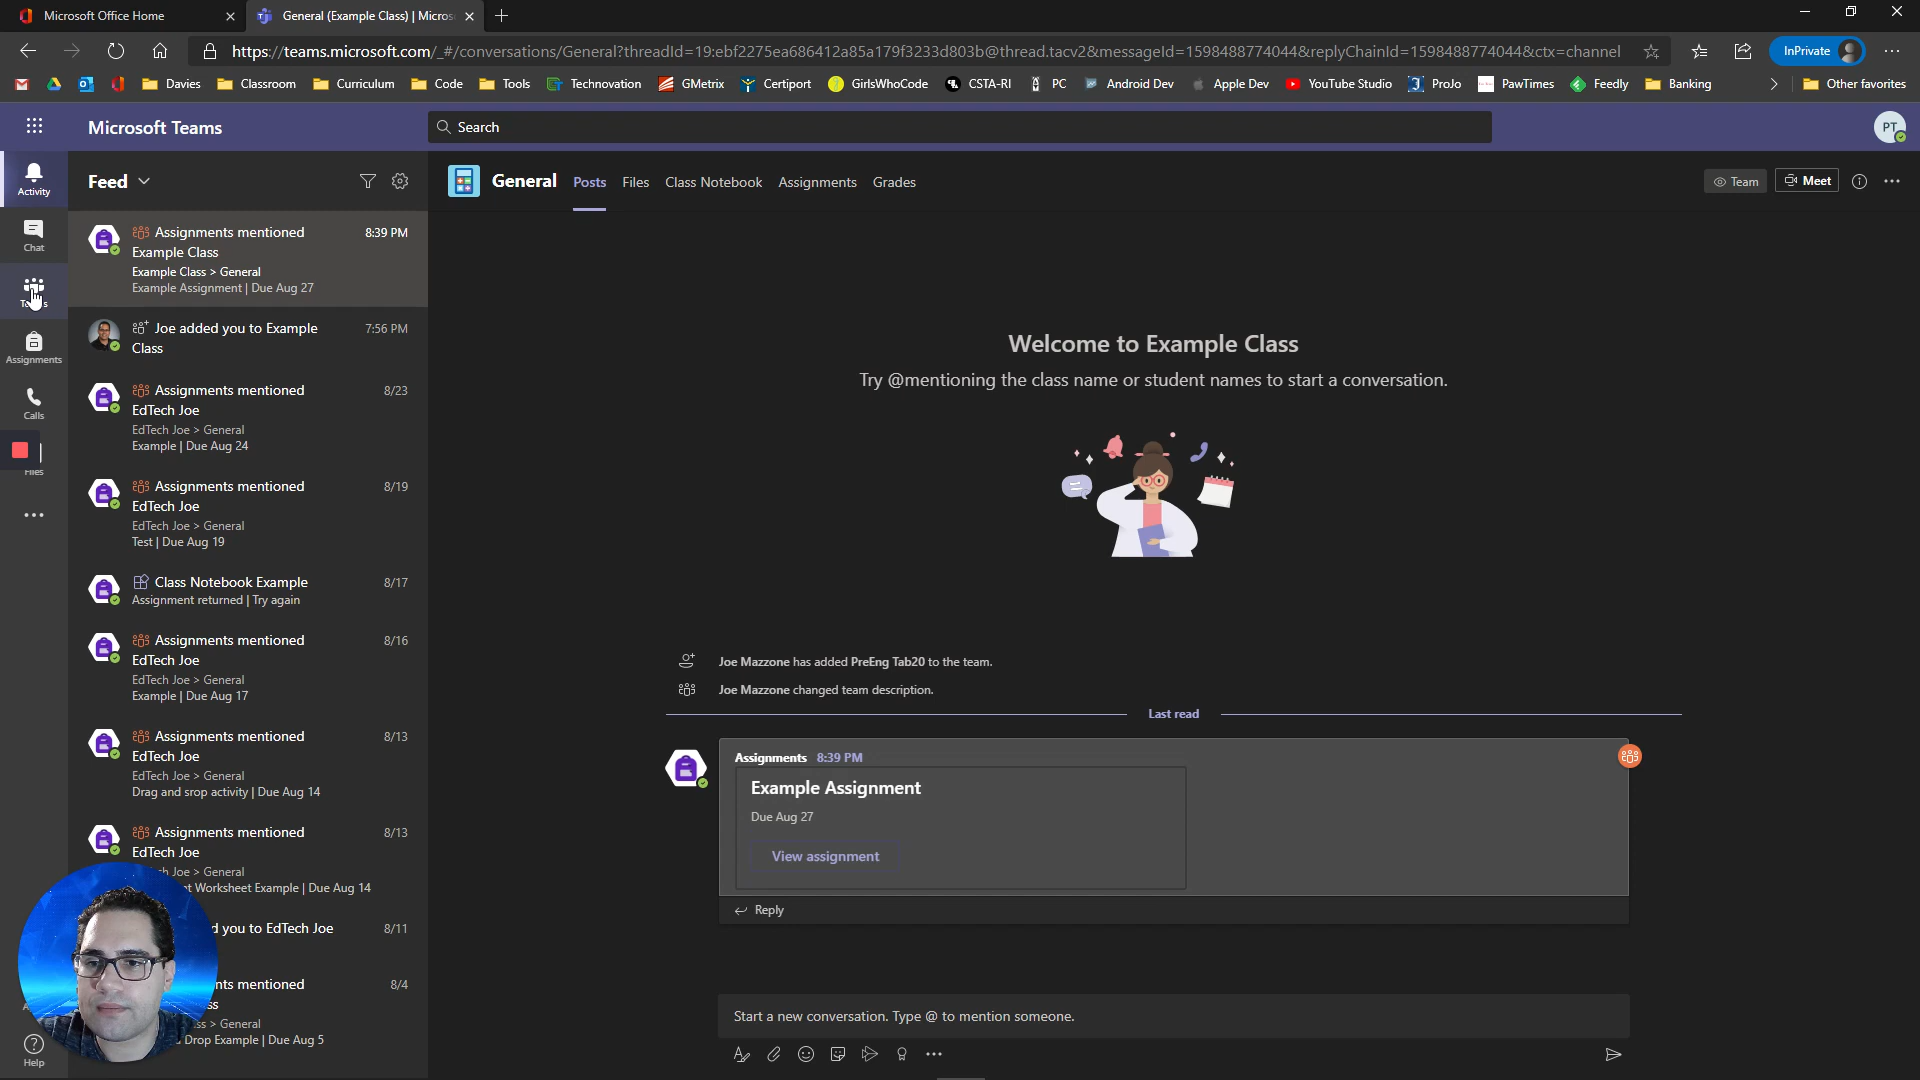 Microsoft Office Home
General (Example Class) | Micros
https://teams.microsoft.com/_#/conversations/General?threadId=19:ebf2275ea686412a85a179f3233d803b@thread.tacv2&messageId=1598488774044&replyChainId=1598488774044&ctx=channel
InPrivate
Davies
Classroom
Curriculum
Code
Tools
Technovation
GMetrix
Certiport
GirlsWhoCode
CSTA-RI
PC
Android Dev
Apple Dev
YouTube Studio
ProJo
PawTimes
Feedly
Banking
Other favorites
Microsoft Teams
Search
PT
Activity
Chat
Assignments
Calls
Files
Help
Feed
Assignments mentioned 8:39 PM
Example Class
Example Class > General
Example Assignment | Due Aug 27
Joe added you to Example 7:56 PM
Class
Assignments mentioned 8/23
EdTech Joe
EdTech Joe > General
Example | Due Aug 24
Assignments mentioned 8/19
EdTech Joe
EdTech Joe > General
Test | Due Aug 19
Class Notebook Example 8/17
Assignment returned | Try again
Assignments mentioned 8/16
EdTech Joe
EdTech Joe > General
Example | Due Aug 17
Assignments mentioned 8/13
EdTech Joe
EdTech Joe > General
Drag and srop activity | Due Aug 14
Assignments mentioned 8/13
EdTech Joe
Joe > General
Worksheet Example | Due Aug 14
you to EdTech Joe 8/11
mentioned 8/4
> General
Drop Example | Due Aug 5
General
Posts
Files
Class Notebook
Assignments
Grades
Team
Meet
Welcome to Example Class
Try @mentioning the class name or student names to start a conversation.
Joe Mazzone has added PreEng Tab20 to the team.
Joe Mazzone changed team description.
Last read
Assignments 8:39 PM
Example Assignment
Due Aug 27
View assignment
Reply
Start a new conversation. Type @ to mention someone.